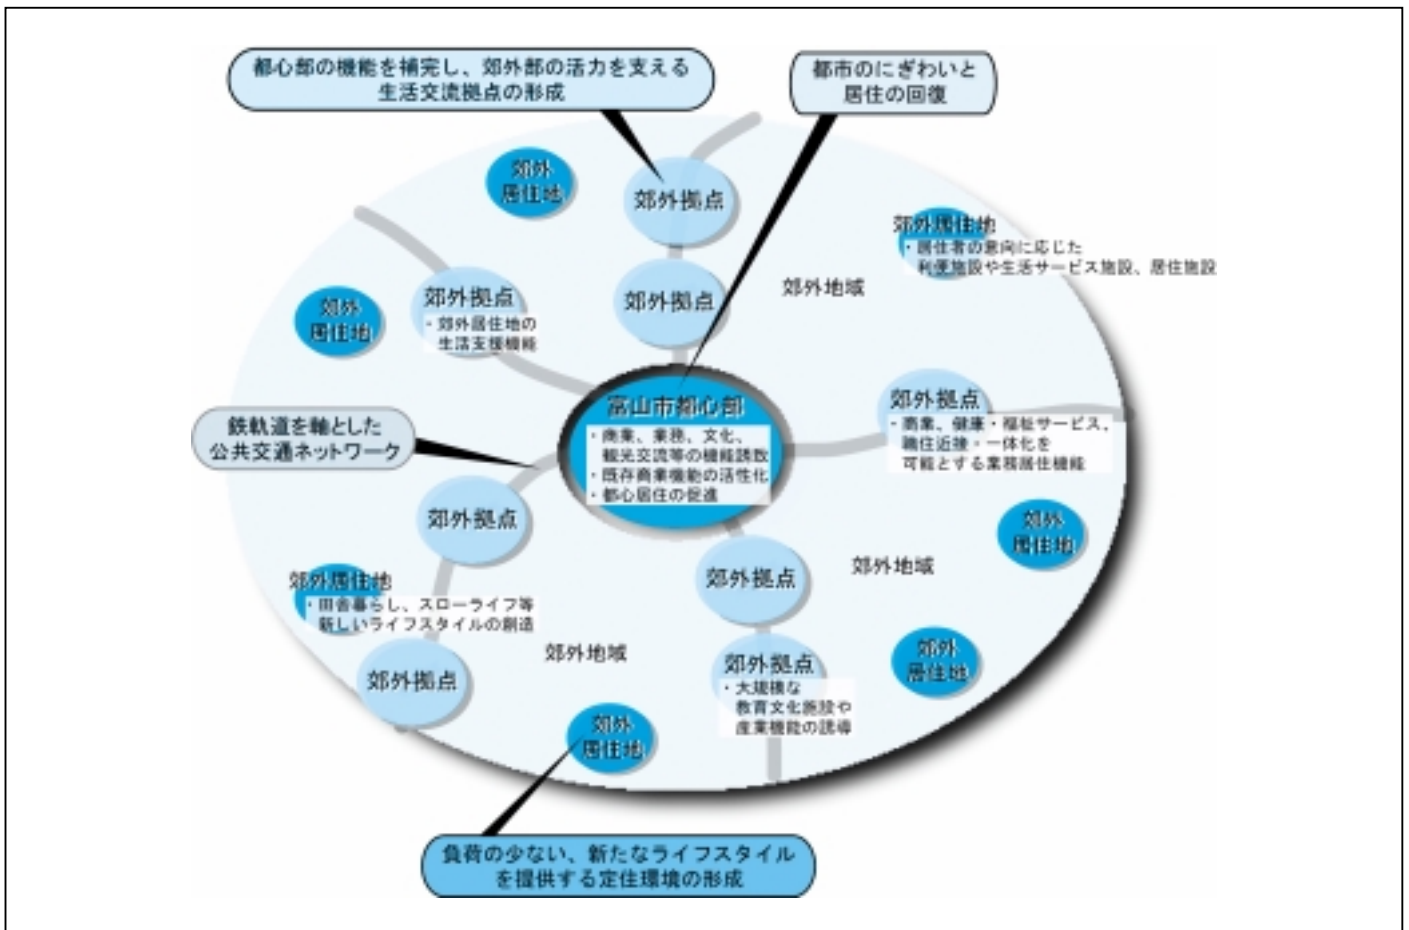 都心部の機能を補完し、郊外部の活力を支える
生活交流拠点の形成
都市のにぎわいと
居住の回復
郊外
居住地
郊外拠点
郊外居住地
・居住者の意向に応じた
利便施設や生活サービス施設、居住施設
郊外地域
郊外拠点
・郊外居住地の
生活支援機能
郊外拠点
郊外
居住地
富山市都心部
・商業、業務、文化、
観光交流等の機能誘致
・既存商業機能の活性化
・都心居住の促進
郊外拠点
・商業、健康・福祉サービス、
職住近接・一体化を
可能とする業務居住機能
鉄軌道を軸とした
公共交通ネットワーク
郊外拠点
郊外
居住地
郊外拠点
郊外地域
郊外居住地
・田舎暮らし、スローライフ等
新しいライフスタイルの創造
郊外地域
郊外拠点
郊外拠点
・大規模な
教育文化施設や
産業機能の誘導
郊外
居住地
郊外
居住地
負荷の少ない、新たなライフスタイル
を提供する定住環境の形成